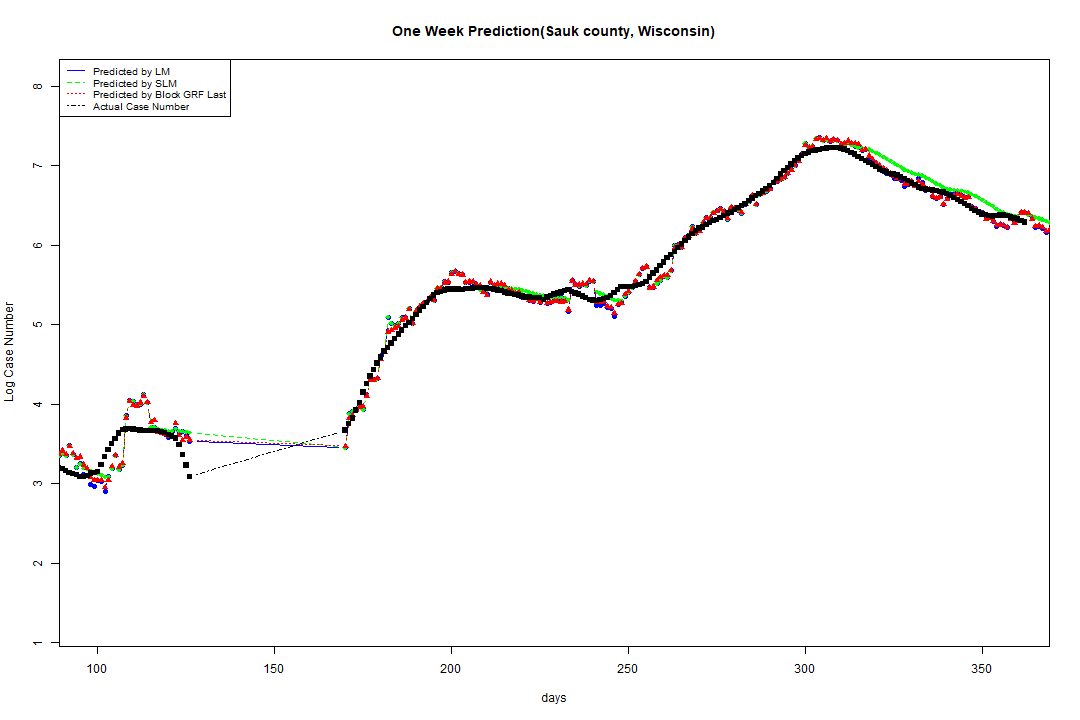 One Week Prediction(Sauk county, Wisconsin)
Predicted by LM
Predicted by SLM
Predicted by Block GRF Last
Actual Case Number
Log Case Number
8
7
6
5
4
3
2
1
100 150 200 250 300 350
days